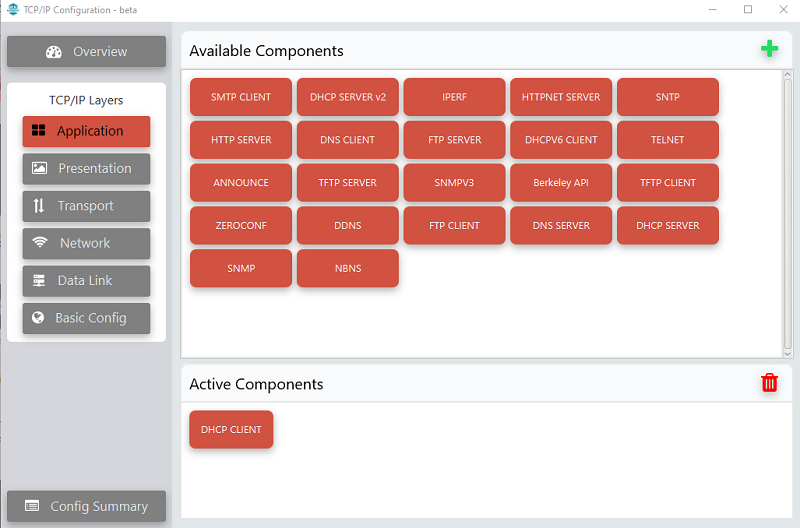 TCP/IP Configuration - beta
Overview
TCP/IP Layers
Application
Presentation
Transport
Network
Data Link
Basic Config
Config Summary
Available Components
SMTP CLIENT DHCP SERVER v2 IPERF HTTPNET SERVER SNTP
HTTP SERVER DNS CLIENT FTP SERVER DHCPV6 CLIENT TELNET
ANNOUNCE TFTP SERVER SNMPV3 Berkeley API TFTP CLIENT
ZEROCONF DDNS FTP CLIENT DNS SERVER DHCP SERVER
SNMP NBNS
Active Components
DHCP CLIENT